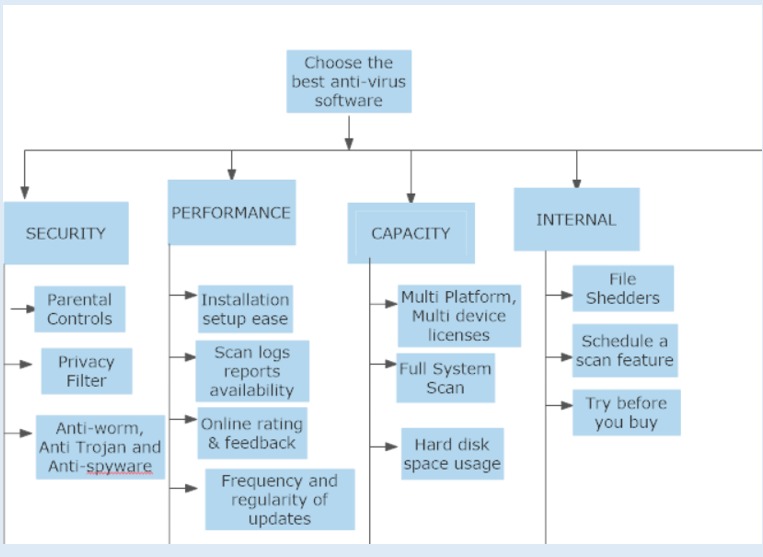 Choose the
best anti-virus
software
SECURITY
PERFORMANCE
CAPACITY
INTERNAL
Parental
Controls
Privacy
Filter
Anti-worm,
Anti Trojan and
Anti-spyware
Installation
setup ease
Scan logs
reports
availability
Online rating
& feedback
Frequency and
regularity of
updates
Multi Platform,
Multi device
licenses
Full System
Scan
Hard disk
space usage
File
Shedders
Schedule a
scan feature
Try before
you buy